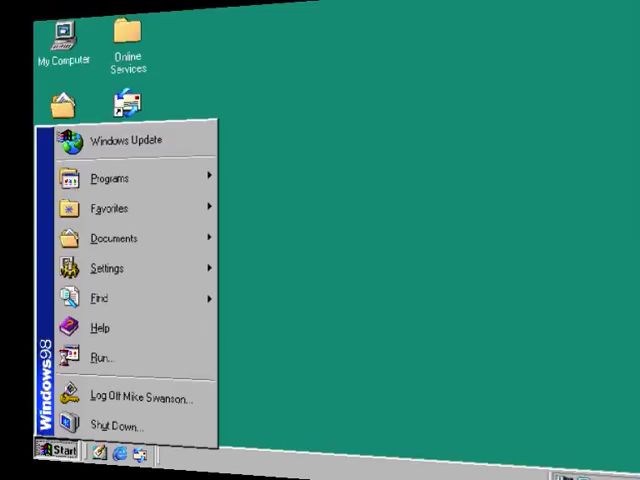 My Computer
Online
Services
Windows Update
Programs
Favorites
Documents
Settings
Find
Help
Run...
Log Off Mike Swanson...
Shut Down...
Windows98
Start